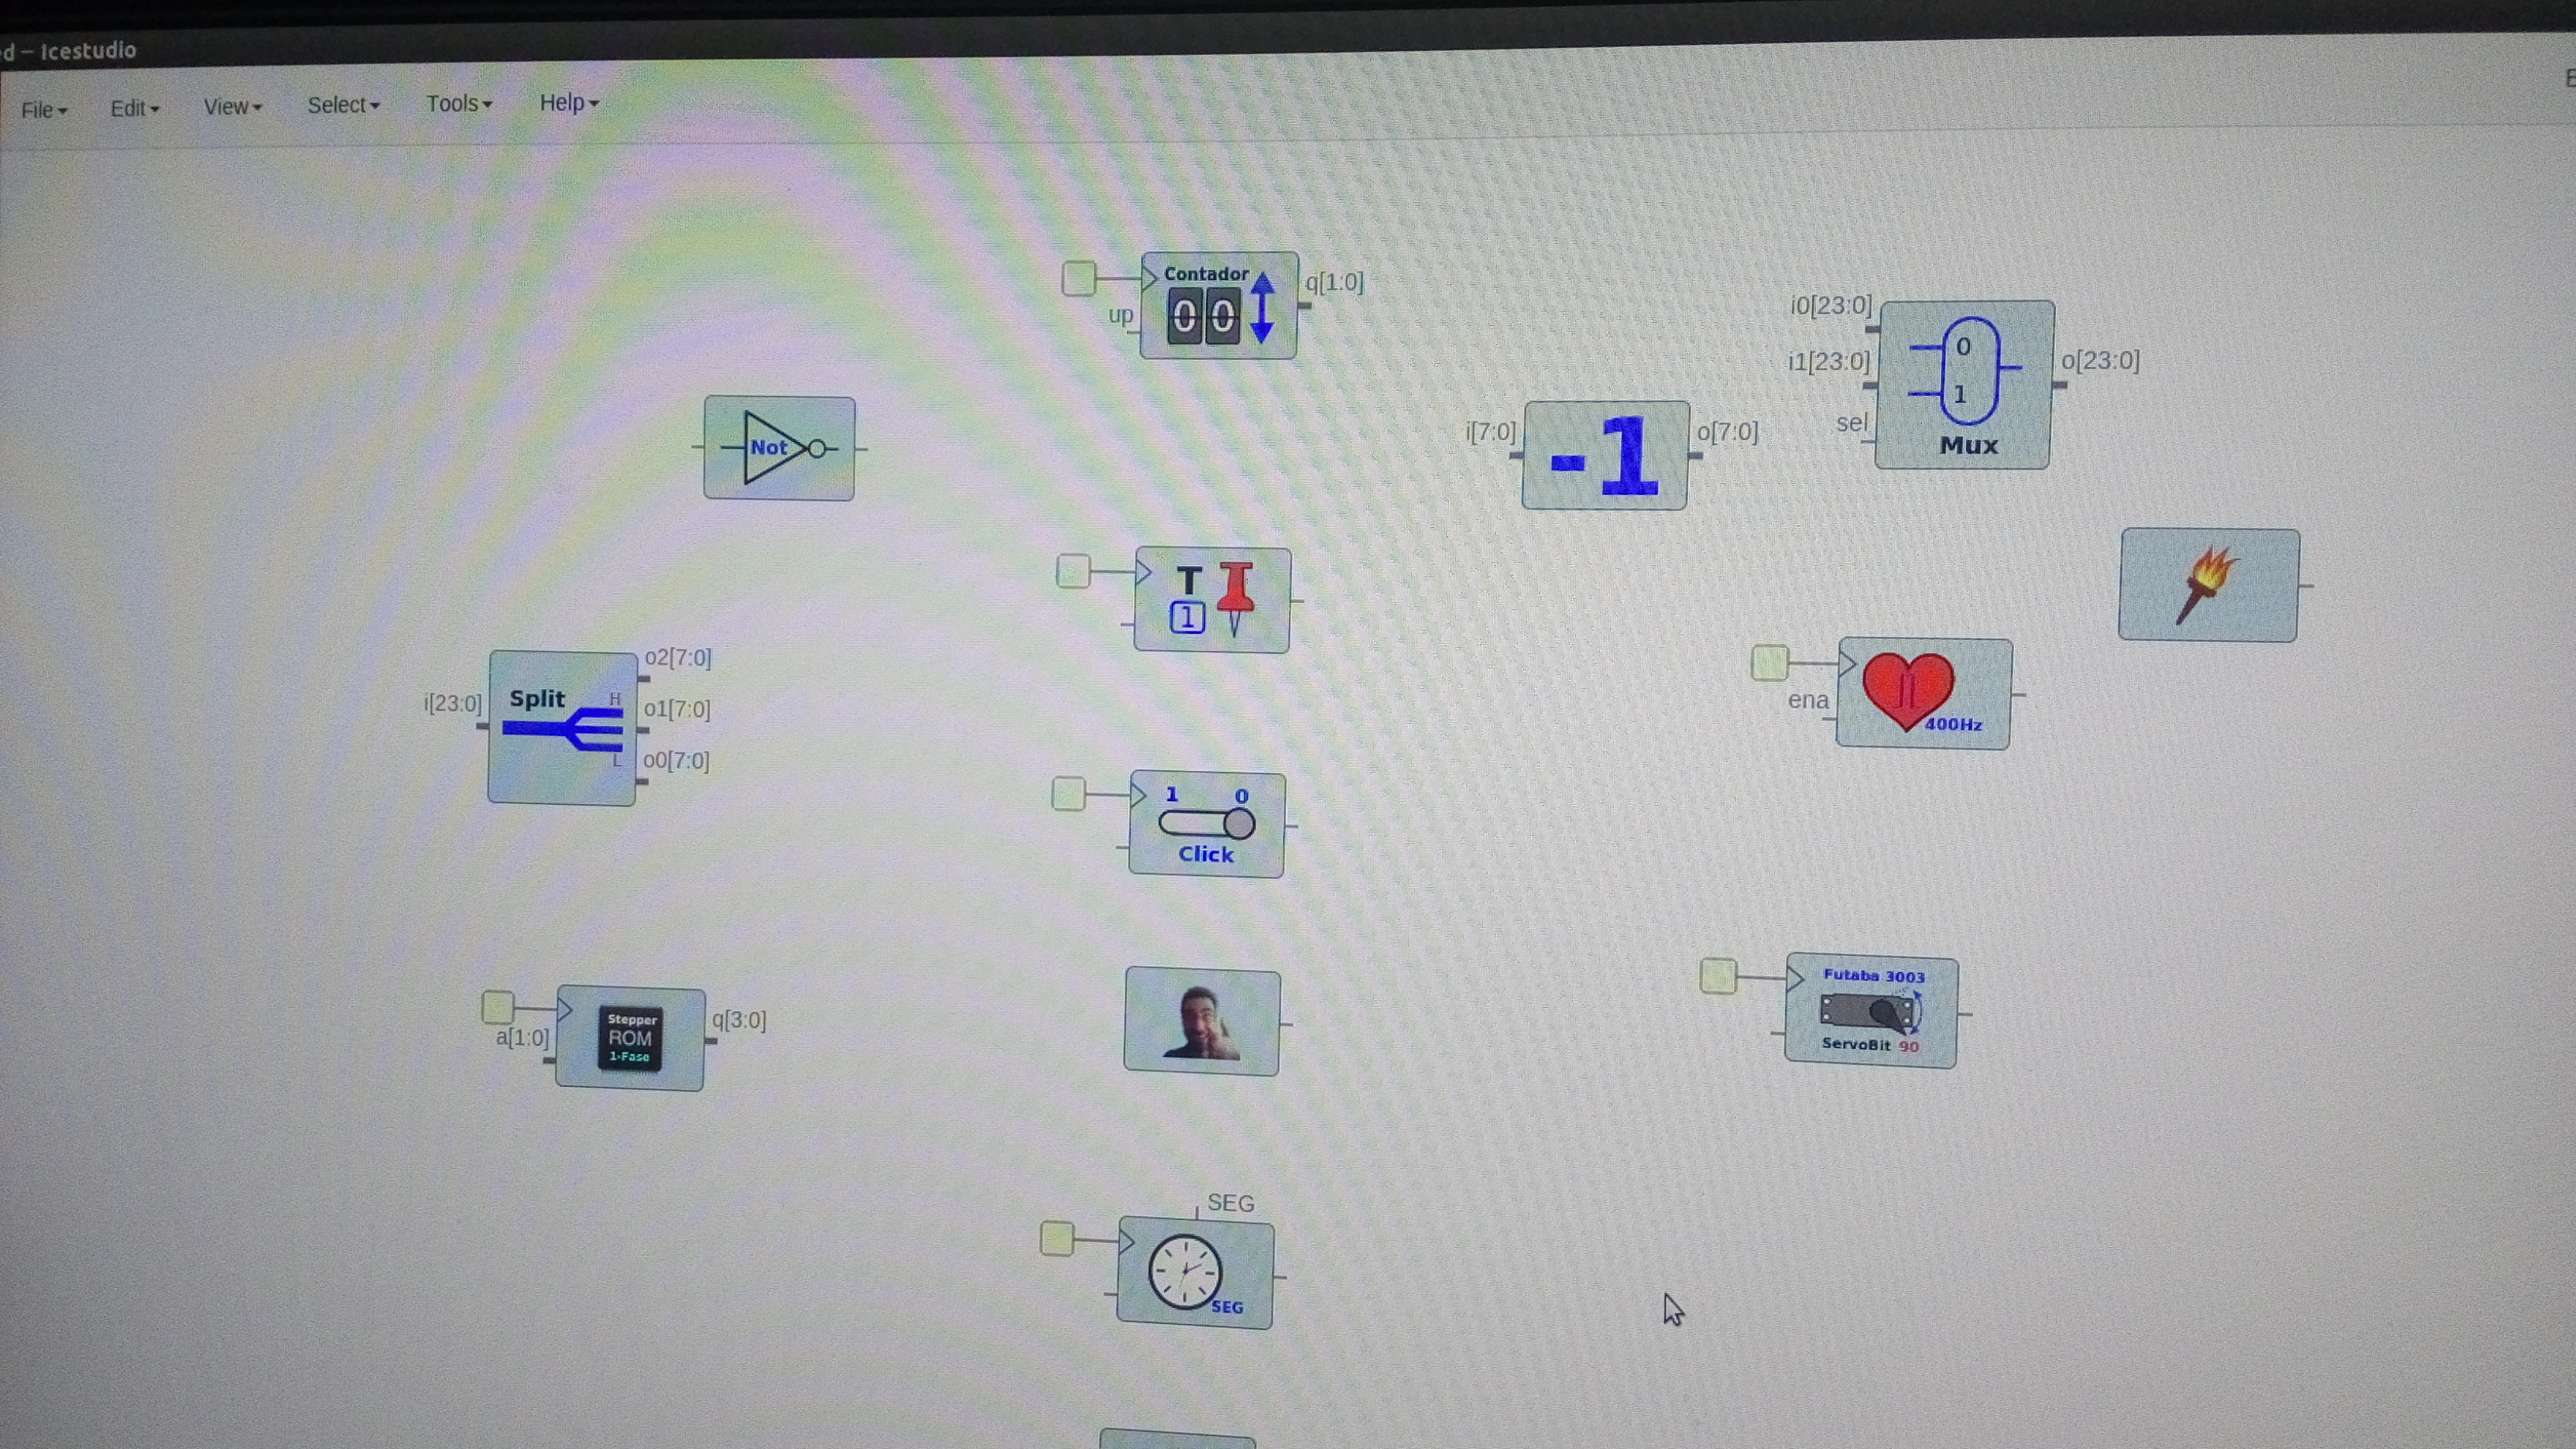 d – Icestudio
File Edit View Select Tools Help
Contador
00
up
q[1:0]
Not
i[7:0]
-1
o[7:0]
i0[23:0]
i1[23:0]
sel
0
1
Mux
o[23:0]
T
1
i[23:0]
Split
H
L
o2[7:0]
o1[7:0]
o0[7:0]
ena
400Hz
1 0
Click
a[1:0]
Stepper
ROM
1-Fase
q[3:0]
Futaba 3003
ServoBit 90
SEG
SEG